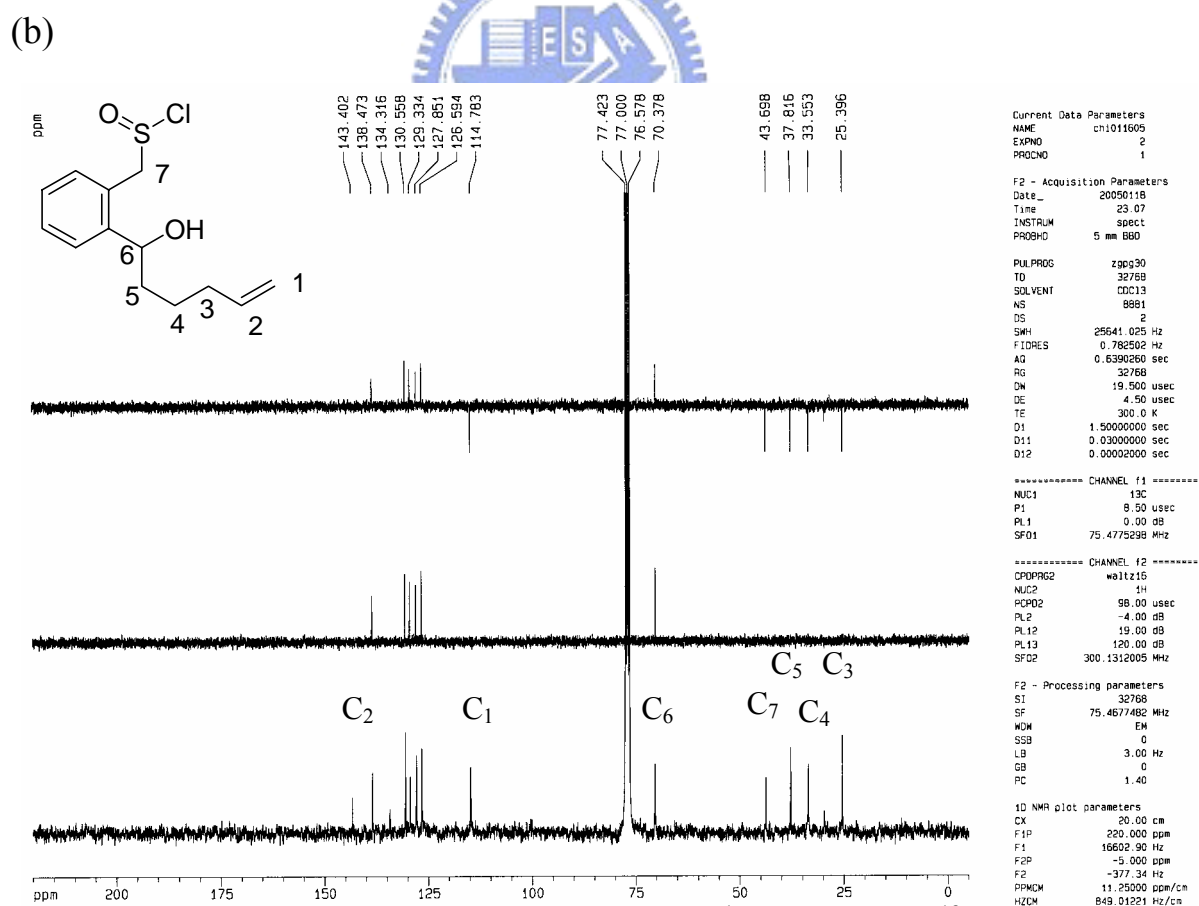 (b)
ESA
ppm
143.402
138.473
134.316
130.558
129.334
127.851
126.594
114.783
77.423
77.000
76.578
70.378
43.698
37.816
33.553
25.396
O
S
Cl
7
OH
6
5
4
3
2
1
C5 C3
C2 C1 C6 C7 C4
ppm 200 175 150 125 100 75 50 25 0
Current Data Parameters
NAME ch1011605
EXPNO 2
PROCNO 1
F2 - Acquisition Parameters
Date_ 20050118
Time 23.07
INSTRUM spect
PROBHD 5 mm BBO
PULPROG zgpg30
TD 32768
SOLVENT CDCl3
NS 8881
DS 2
SWH 25641.025 Hz
FIDRES 0.782502 Hz
AQ 0.6390260 sec
RG 32768
DW 19.500 usec
DE 4.50 usec
TE 300.0 K
D1 1.50000000 sec
D11 0.03000000 sec
D12 0.00002000 sec
============ CHANNEL f1 ========
NUC1 13C
P1 8.50 usec
PL1 0.00 dB
SFO1 75.4775298 MHz
============ CHANNEL f2 ========
CPDPRG2 waltz16
NUC2 1H
PCPD2 98.00 usec
PL2 -4.00 dB
PL12 19.00 dB
PL13 120.00 dB
SFO2 300.1312005 MHz
F2 - Processing parameters
SI 32768
SF 75.4677482 MHz
WDW EM
SSB 0
LB 3.00 Hz
GB 0
PC 1.40
1D NMR plot parameters
CX 20.00 cm
F1P 220.000 ppm
F1 16602.90 Hz
F2P -5.000 ppm
F2 -377.34 Hz
PPMCM 11.25000 ppm/cm
HZCM 849.01221 Hz/cm